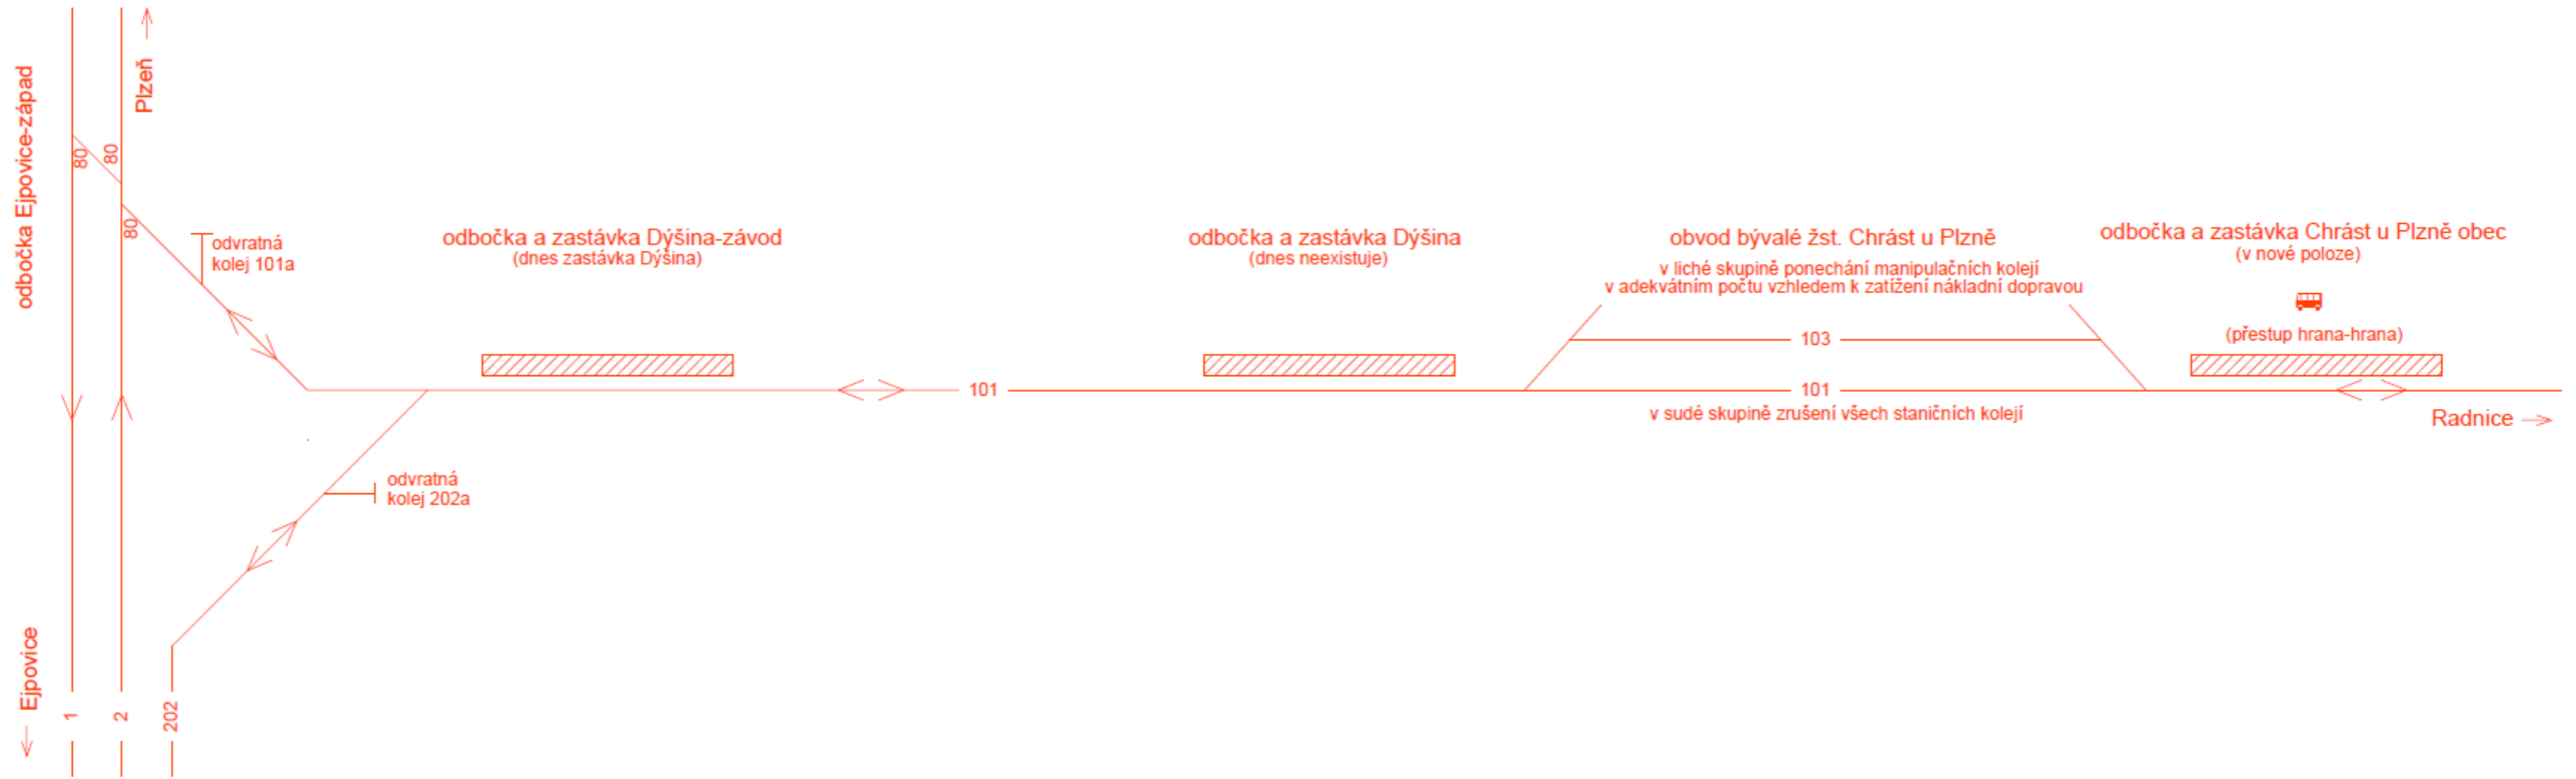 odbočka Ejpovice-západ
Plzeň
80
80
80
odvratná
kolej 101a
odbočka a zastávka Dýšina-závod
(dnes zastávka Dýšina)
odbočka a zastávka Dýšina
(dnes neexistuje)
obvod bývalé žst. Chrást u Plzně
v liché skupině ponechání manipulačních kolejí
v adekvátním počtu vzhledem k zatížení nákladní dopravou
odbočka a zastávka Chrást u Plzně obec
(v nové poloze)
(přestup hrana-hrana)
103
101
101
v sudé skupině zrušení všech staničních kolejí
Radnice
odvratná
kolej 202a
Ejpovice
1
2
202